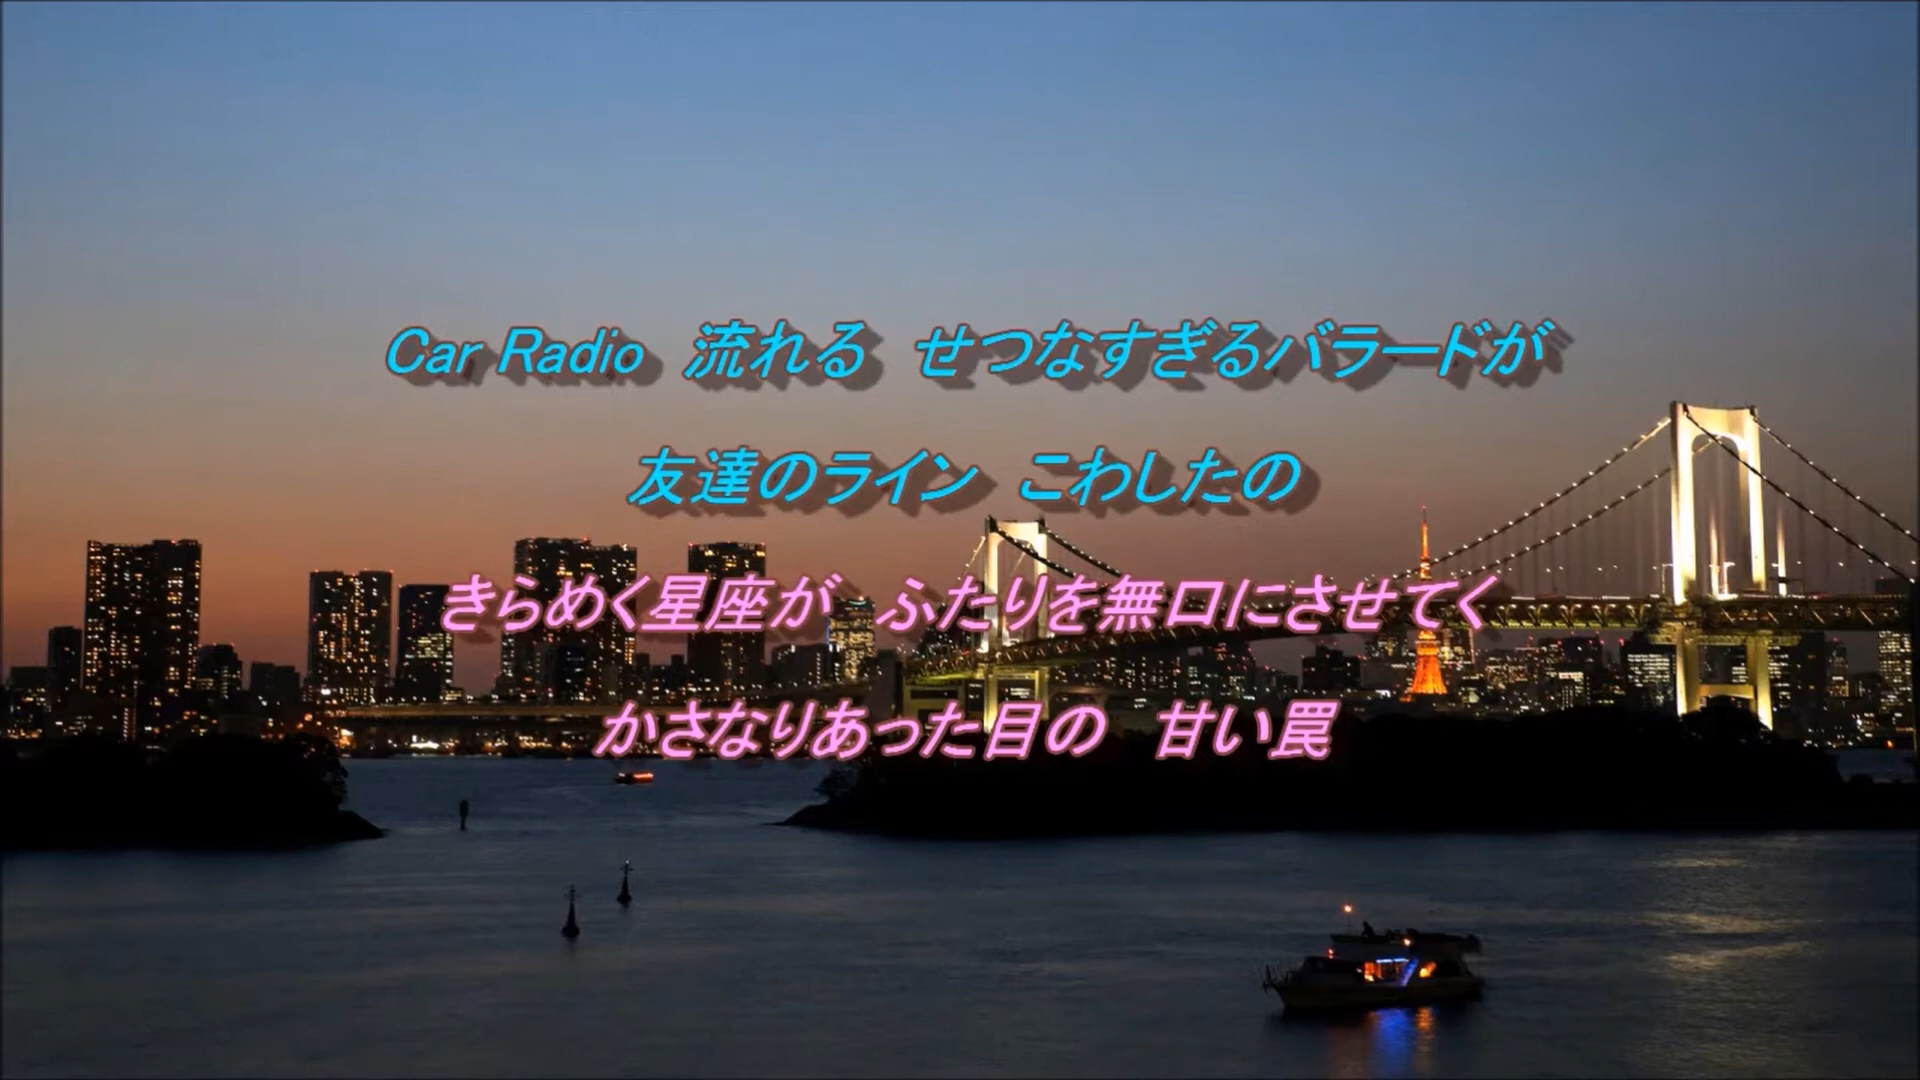 Car Radio　流れる　せつなすぎるバラードが
友達のライン　こわしたの
きらめく星座が　ふたりを無口にさせてく
かさなりあった目の　甘い罠